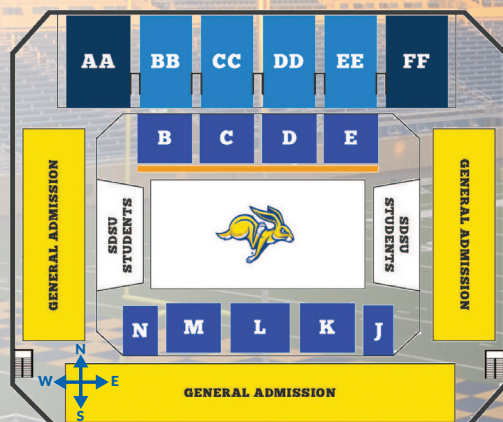 AA BB CC DD EE FF
B C D E
GENERAL ADMISSION
SDSU
STUDENTS
SDSU
STUDENTS
GENERAL ADMISSION
N M L K J
N
W E
S
GENERAL ADMISSION